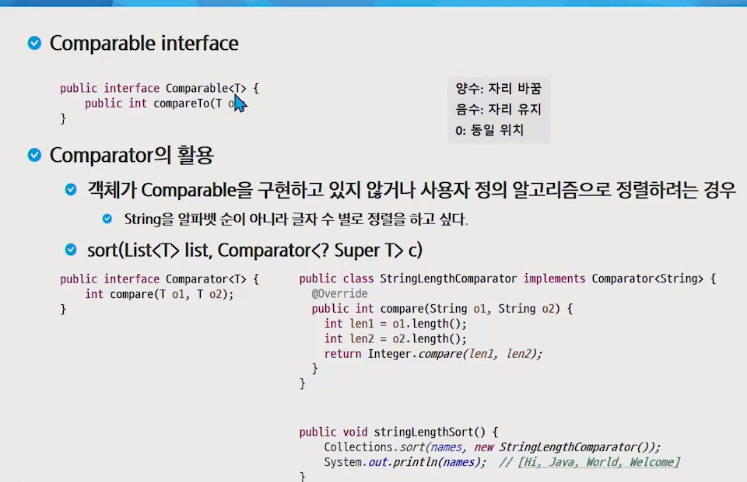 Comparable interface
public interface Comparable<T> {
public int compareTo(T o
}
양수: 자리 바꿈
음수: 자리 유지
0: 동일 위치
Comparator의 활용
객체가 Comparable을 구현하고 있지 않거나 사용자 정의 알고리즘으로 정렬하려는 경우
String을 알파벳 순이 아니라 글자 수 별로 정렬을 하고 싶다.
sort(List<T> list, Comparator<? Super T> c)
public interface Comparator<T> {
int compare(T o1, T o2);
}
public class StringLengthComparator implements Comparator<String> {
@Override
public int compare(String o1, String o2) {
int len1 = o1.length();
int len2 = o2.length();
return Integer.compare(len1, len2);
}
}
public void stringLengthSort() {
Collections.sort(names, new StringLengthComparator());
System.out.println(names); // [Hi, Java, World, Welcome]
}